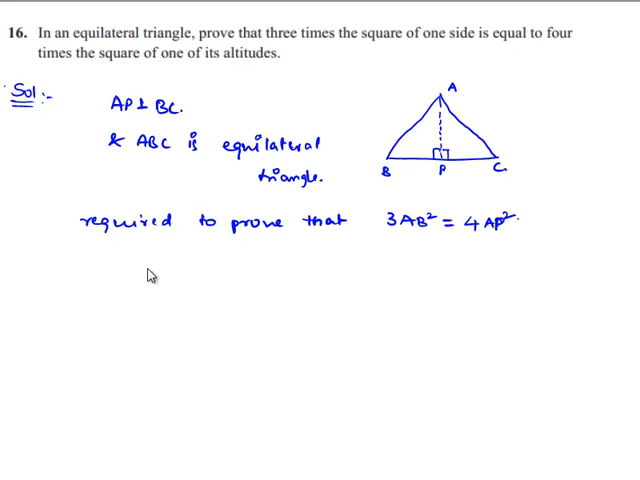 16. In an equilateral triangle, prove that three times the square of one side is equal to four
times the square of one of its altitudes.
Sol:-
AP⊥BC.
& ABC is equilateral
triangle.
A
B P C
required to prove that 3AB² = 4AP².